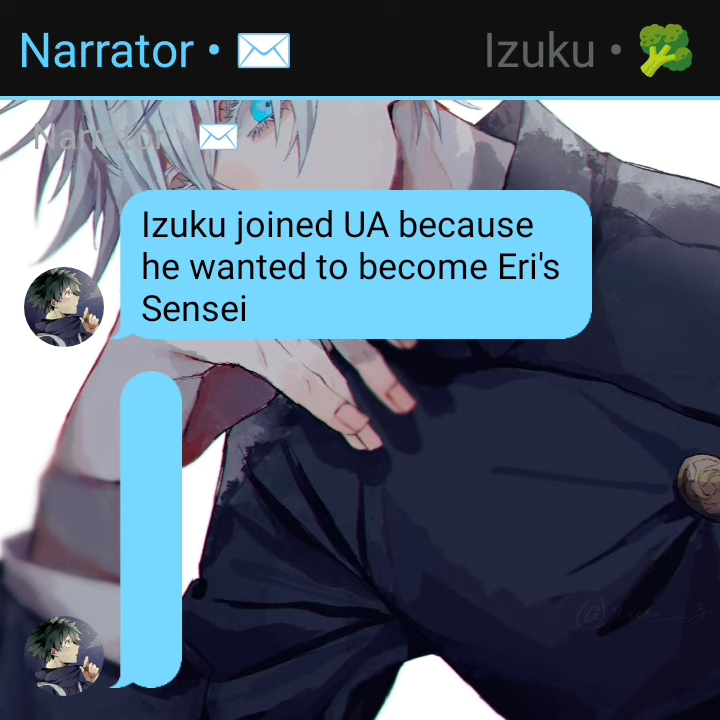 Narrator • ✉️ Izuku • 🥦
Narrator • ✉️
Izuku joined UA because
he wanted to become Eri's
Sensei